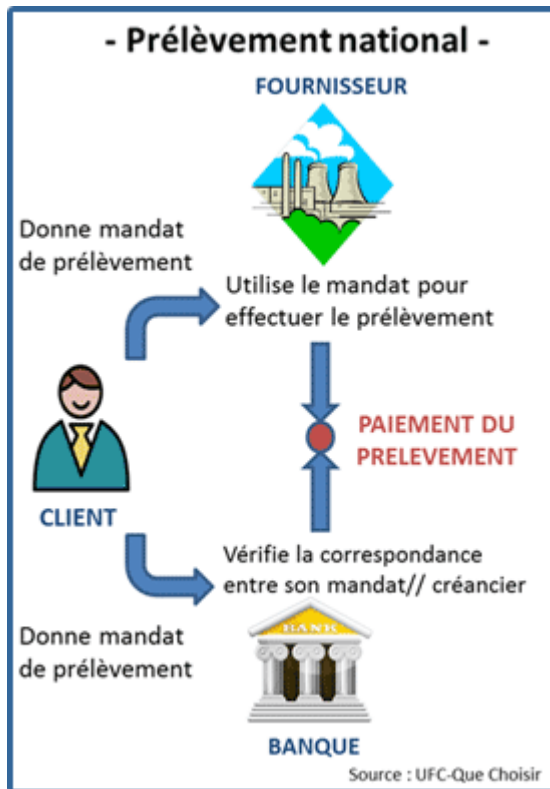 - Prélèvement national -
FOURNISSEUR
Donne mandat
de prélèvement
Utilise le mandat pour
effectuer le prélèvement
PAIEMENT DU
PRELEVEMENT
CLIENT
Vérifie la correspondance
entre son mandat// créancier
Donne mandat
de prélèvement
BANK
BANQUE
Source : UFC-Que Choisir